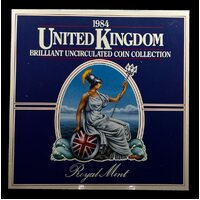 1984
UNITED KINGDOM
BRILLIANT UNCIRCULATED COIN COLLECTION
Royal Mint